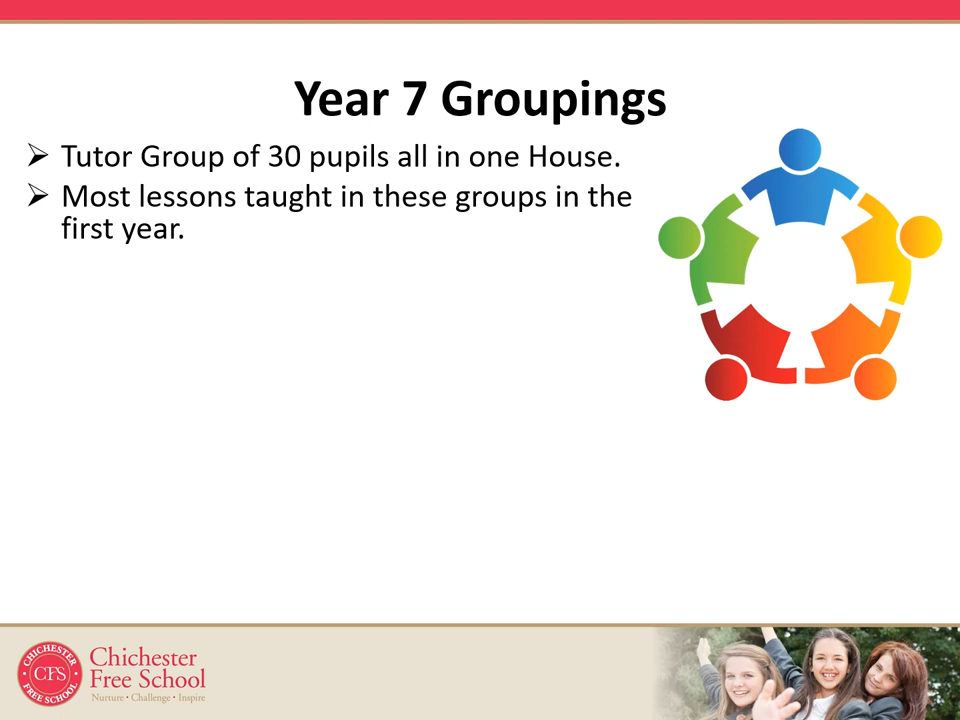 Year 7 Groupings
➢ Tutor Group of 30 pupils all in one House.
➢ Most lessons taught in these groups in the
first year.
CHICHESTER
CFS
FREE SCHOOL
Chichester
Free School
Nurture • Challenge • Inspire